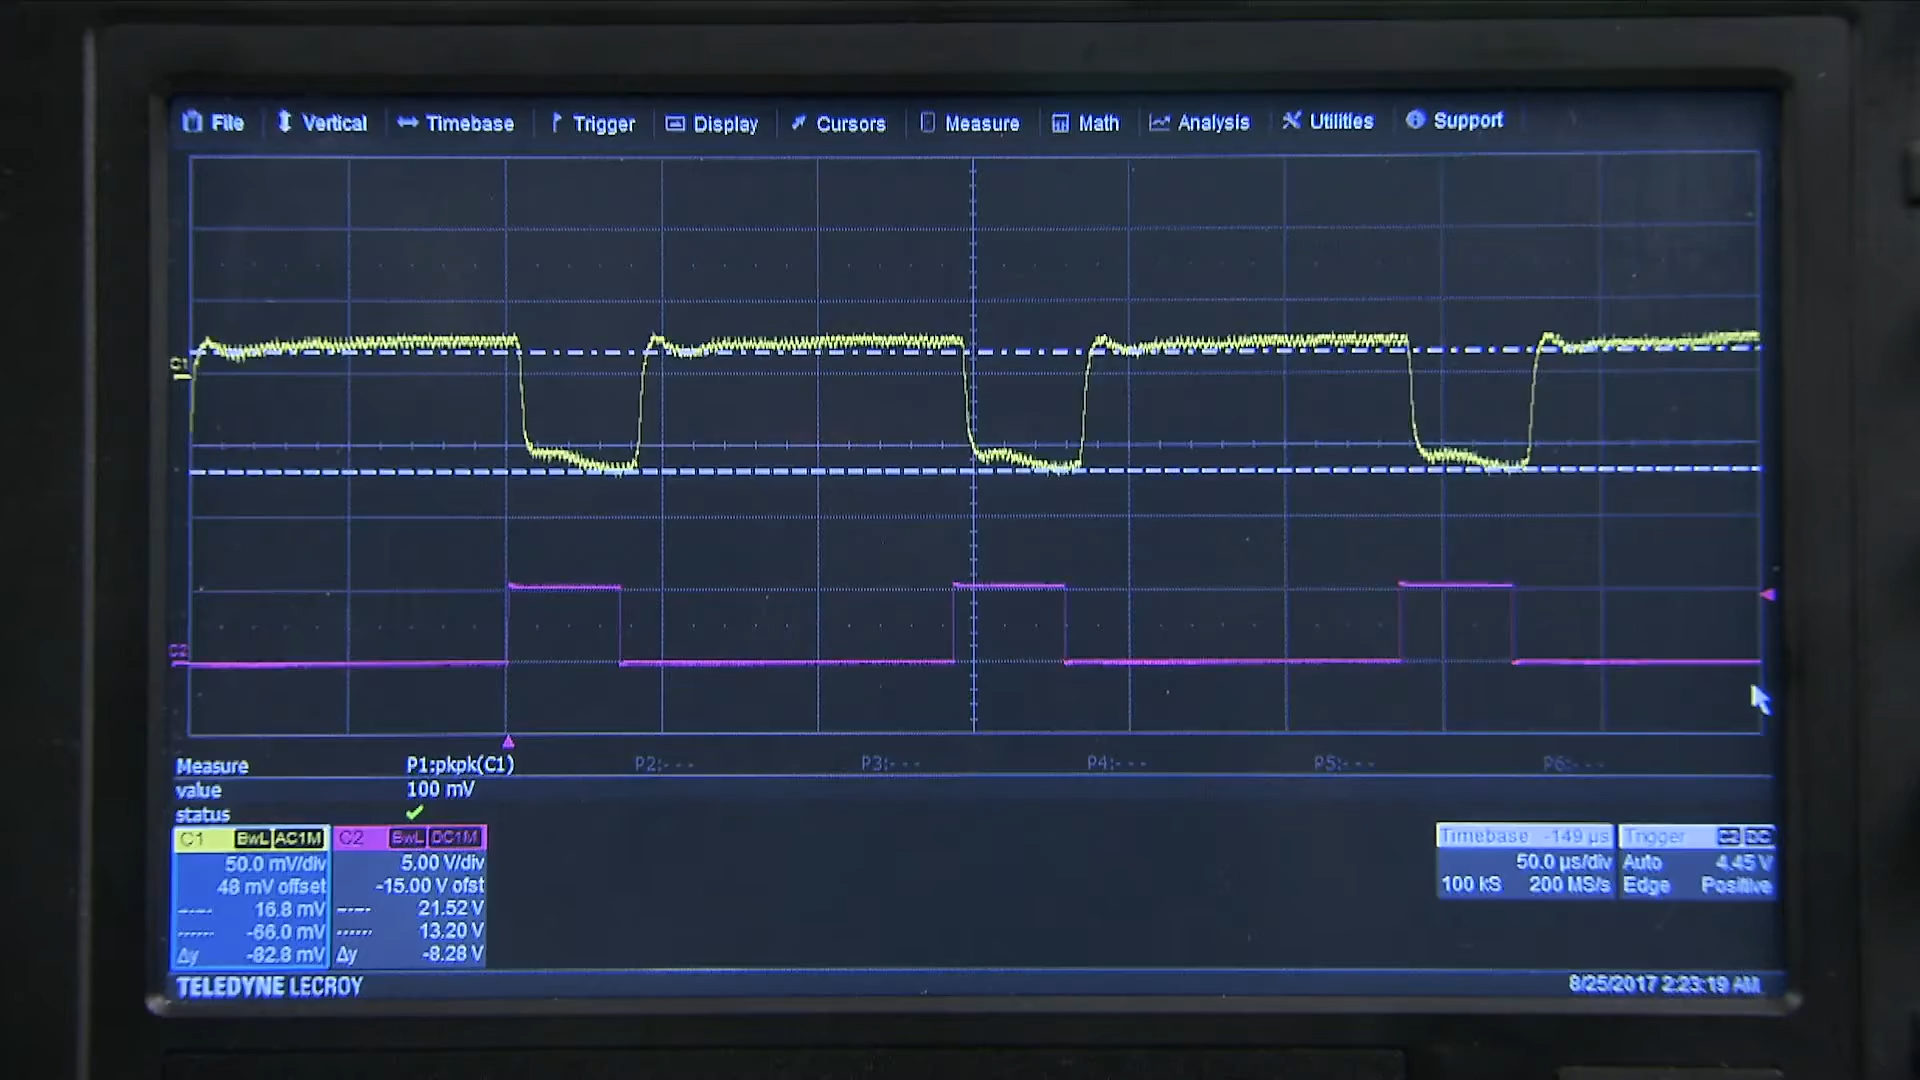 File Vertical Timebase Trigger Display Cursors Measure Math Analysis Utilities Support
C1
C2
Measure P1:pkpk(C1) P2:--- P3:--- P4:--- P5:--- P6:---
value 100 mV
status
C1 BwL AC1M C2 BwL DC1M Timebase -149 µs Trigger C2 DC
50.0 mV/div 5.00 V/div 50.0 µs/div Auto 4.45 V
48 mV offset -15.00 V ofst 100 kS 200 MS/s Edge Positive
16.8 mV 21.52 V
-66.0 mV 13.20 V
Δy -82.8 mV Δy -8.28 V
TELEDYNE LECROY 8/25/2017 2:23:19 AM